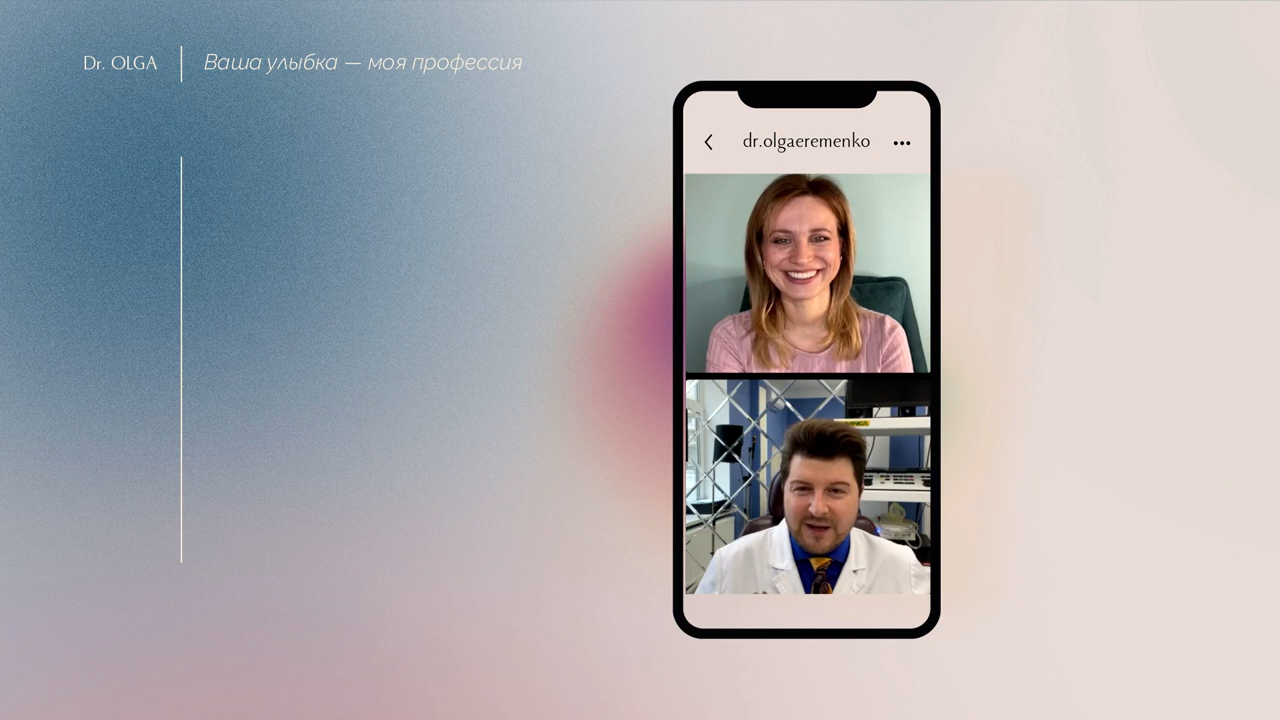 Dr. OLGA
Ваша улыбка — моя профессия
dr.olgaeremenko